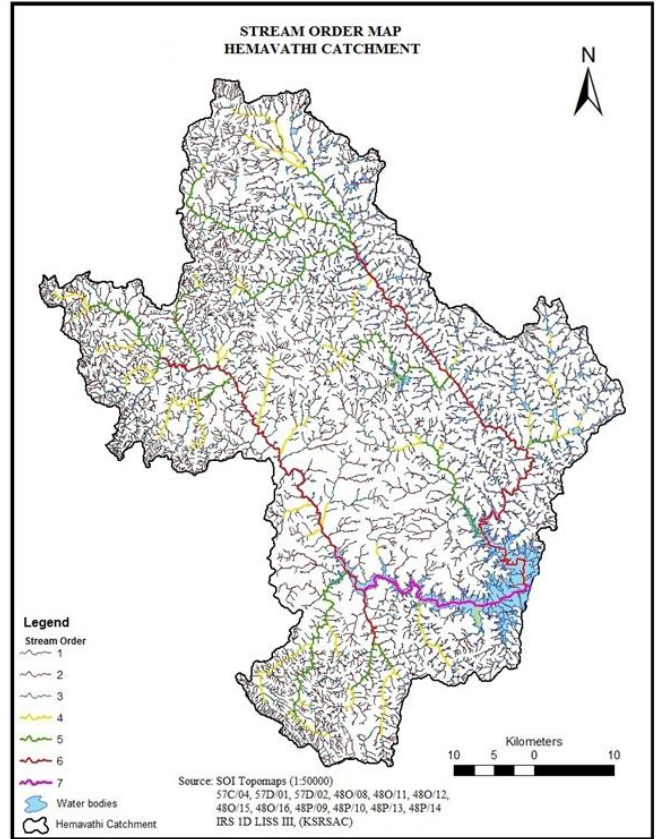 STREAM ORDER MAP
HEMAVATHI CATCHMENT
N
Legend
Stream Order
1
2
3
4
5
6
7
Water bodies
Hemavathi Catchment
Source: SOI Topomaps (1:50000)
57C/04, 57D/01, 57D/02, 48O/08, 48O/11, 48O/12,
48O/15, 48O/16, 48P/09, 48P/10, 48P/13, 48P/14
IRS 1D LISS III, (KSRSAC)
Kilometers
10 5 0 10